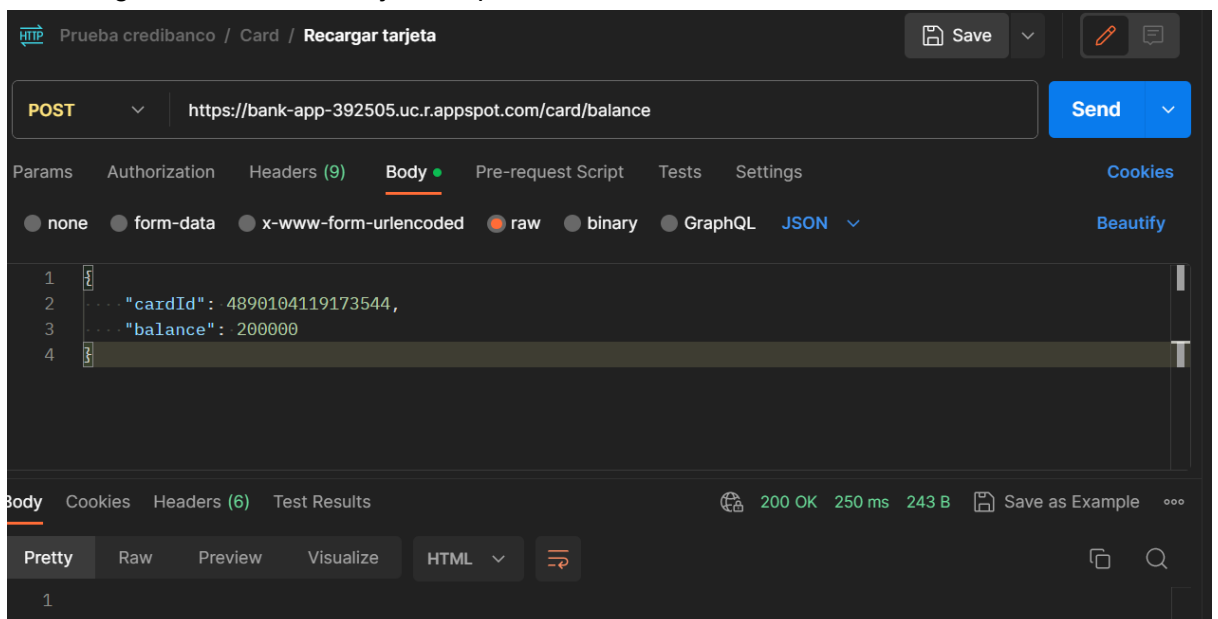 HTTP Prueba credibanco / Card / Recargar tarjeta Save
POST https://bank-app-392505.uc.r.appspot.com/card/balance Send
Params Authorization Headers (9) Body Pre-request Script Tests Settings Cookies
none form-data x-www-form-urlencoded raw binary GraphQL JSON Beautify
1 {
2 "cardId": 4890104119173544,
3 "balance": 200000
4 }
Body Cookies Headers (6) Test Results 200 OK 250 ms 243 B Save as Example
Pretty Raw Preview Visualize HTML
1